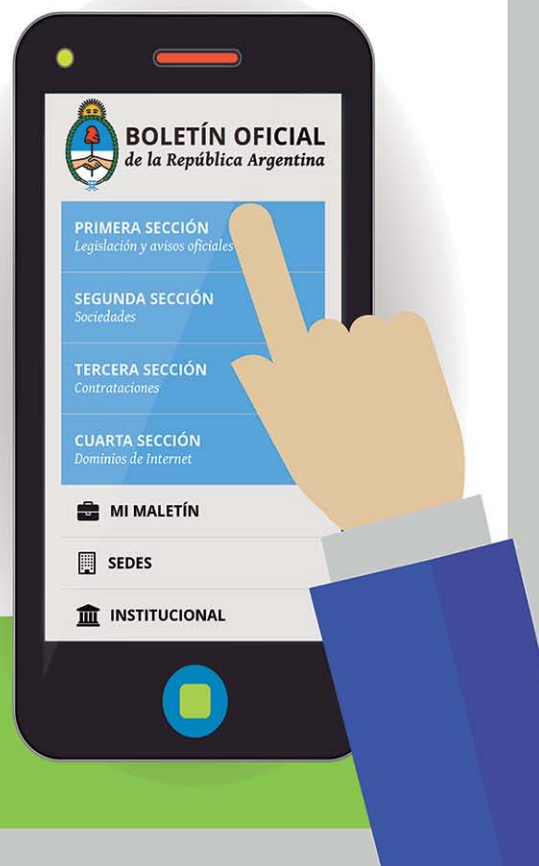 BOLETÍN OFICIAL
de la República Argentina
PRIMERA SECCIÓN
Legislación y avisos oficiales
SEGUNDA SECCIÓN
Sociedades
TERCERA SECCIÓN
Contrataciones
CUARTA SECCIÓN
Dominios de Internet
MI MALETÍN
SEDES
INSTITUCIONAL